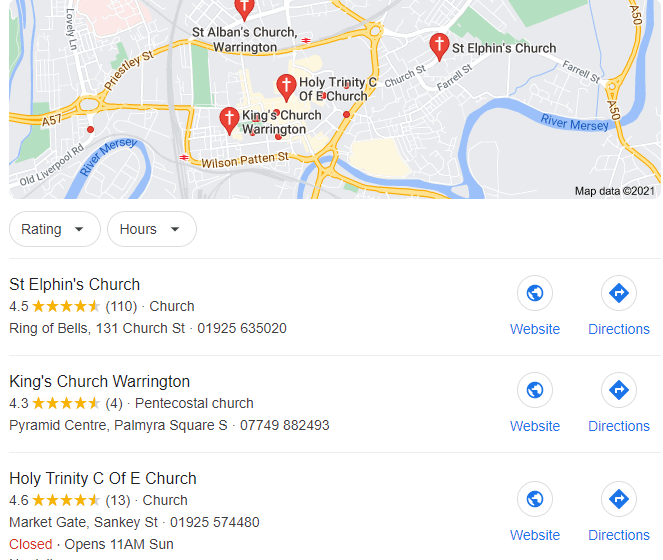 St Alban's Church,
Warrington
Lovely Ln
Priestley St
A50
St Elphin's Church
Church St
Farrell St
Farrell St
Holy Trinity C
Of E Church
King's Church
Warrington
A57
A50
River Mersey
River Mersey
Old Liverpool Rd
Wilson Patten St
Map data ©2021
Rating
Hours
St Elphin's Church
4.5 (110) · Church
Ring of Bells, 131 Church St · 01925 635020
Website
Directions
King's Church Warrington
4.3 (4) · Pentecostal church
Pyramid Centre, Palmyra Square S · 07749 882493
Website
Directions
Holy Trinity C Of E Church
4.6 (13) · Church
Market Gate, Sankey St · 01925 574480
Closed · Opens 11AM Sun
Website
Directions